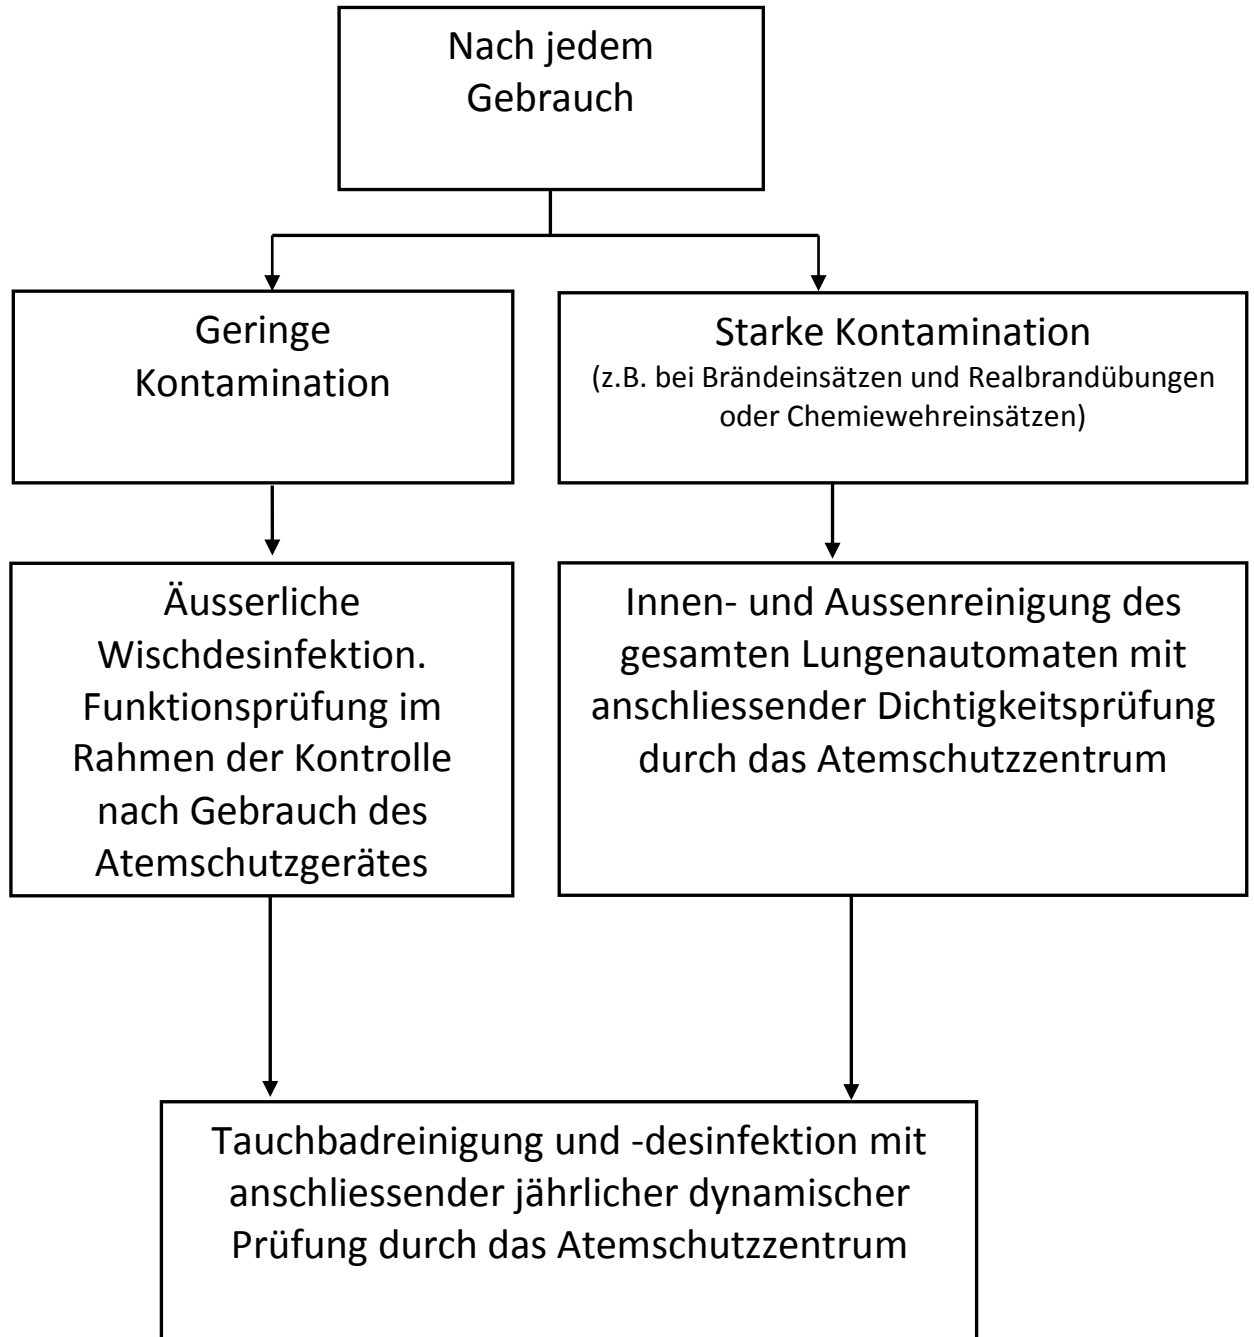 Nach jedem
Gebrauch
Geringe
Kontamination
Starke Kontamination
(z.B. bei Brändeinsätzen und Realbrandübungen
oder Chemiewehreinsätzen)
Äusserliche
Wischdesinfektion.
Funktionsprüfung im
Rahmen der Kontrolle
nach Gebrauch des
Atemschutzgerätes
Innen- und Aussenreinigung des
gesamten Lungenautomaten mit
anschliessender Dichtigkeitsprüfung
durch das Atemschutzzentrum
Tauchbadreinigung und -desinfektion mit
anschliessender jährlicher dynamischer
Prüfung durch das Atemschutzzentrum